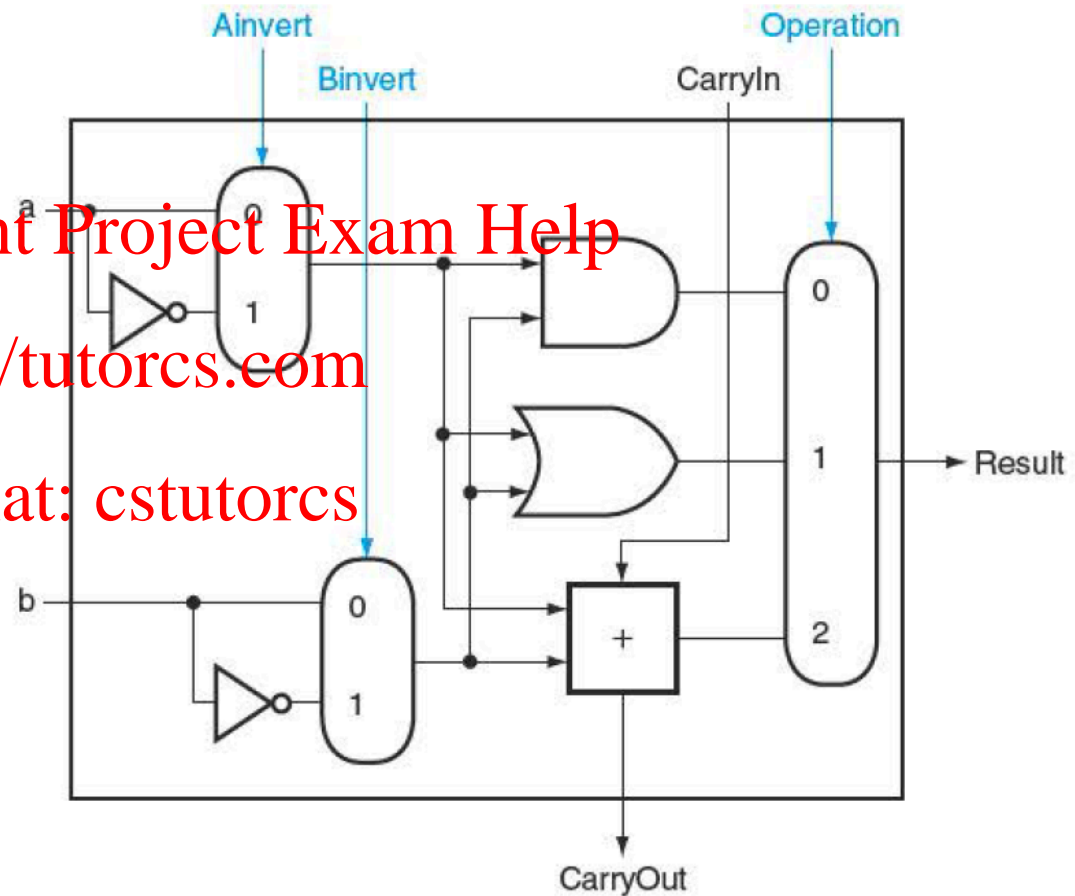 Ainvert
Operation
Binvert
CarryIn
a
0
nt Project Exam Help
0
1
/tutorcs.com
1
Result
at: cstutorcs
b
0
+
2
1
CarryOut